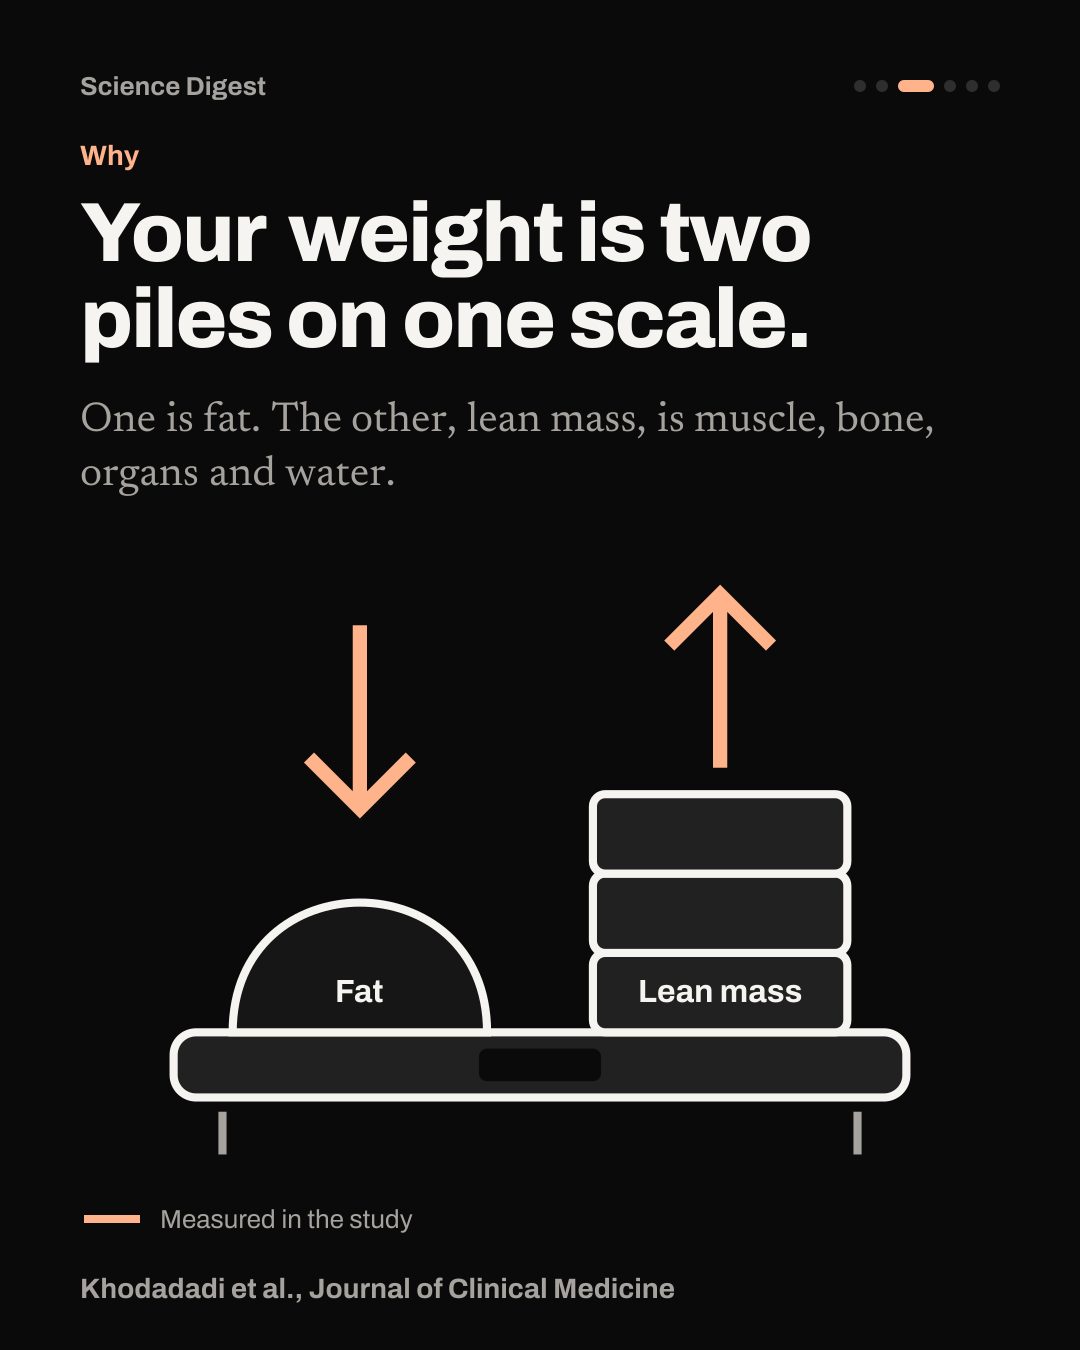 Science Digest
Why
Your weight is two
piles on one scale.
One is fat. The other, lean mass, is muscle, bone,
organs and water.
Fat
Lean mass
Measured in the study
Khodadadi et al., Journal of Clinical Medicine